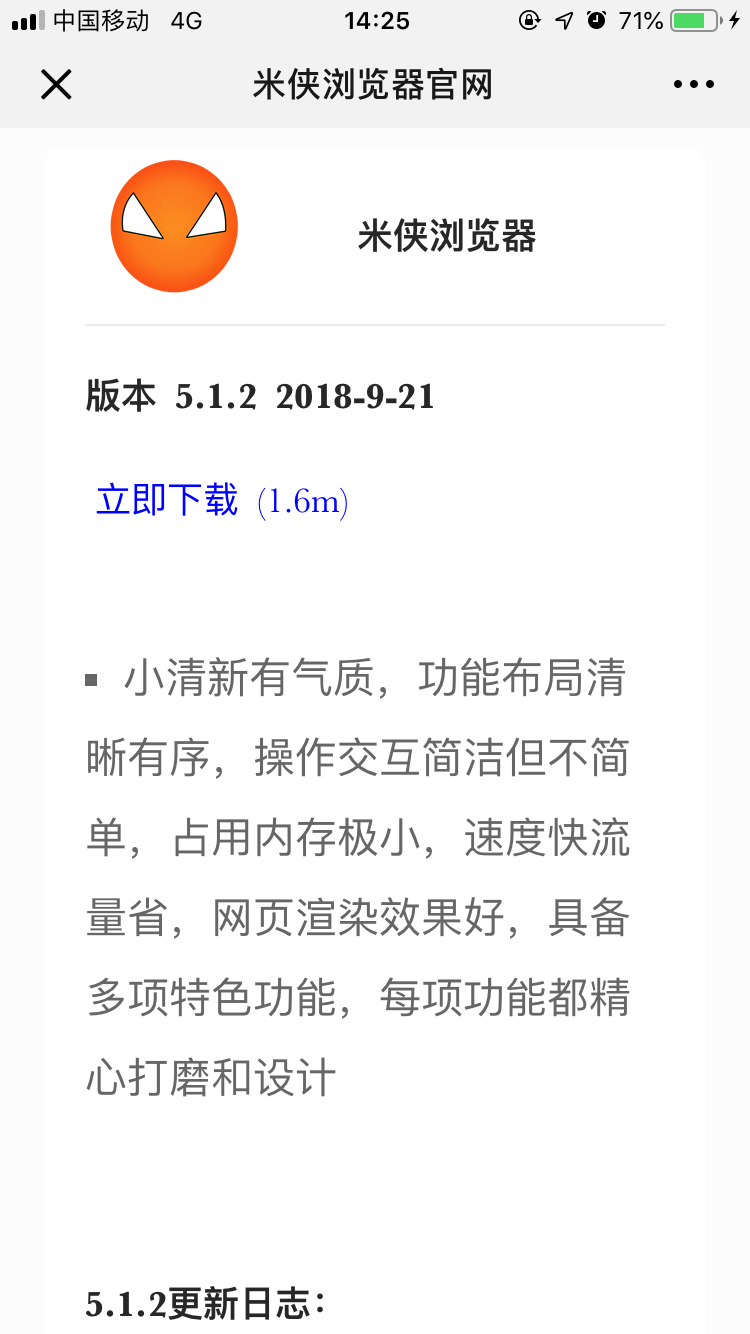 中国移动 4G 14:25 71%
米侠浏览器官网
米侠浏览器
版本 5.1.2 2018-9-21
立即下载 (1.6m)
▪ 小清新有气质，功能布局清
晰有序，操作交互简洁但不简
单，占用内存极小，速度快流
量省，网页渲染效果好，具备
多项特色功能，每项功能都精
心打磨和设计
5.1.2更新日志：